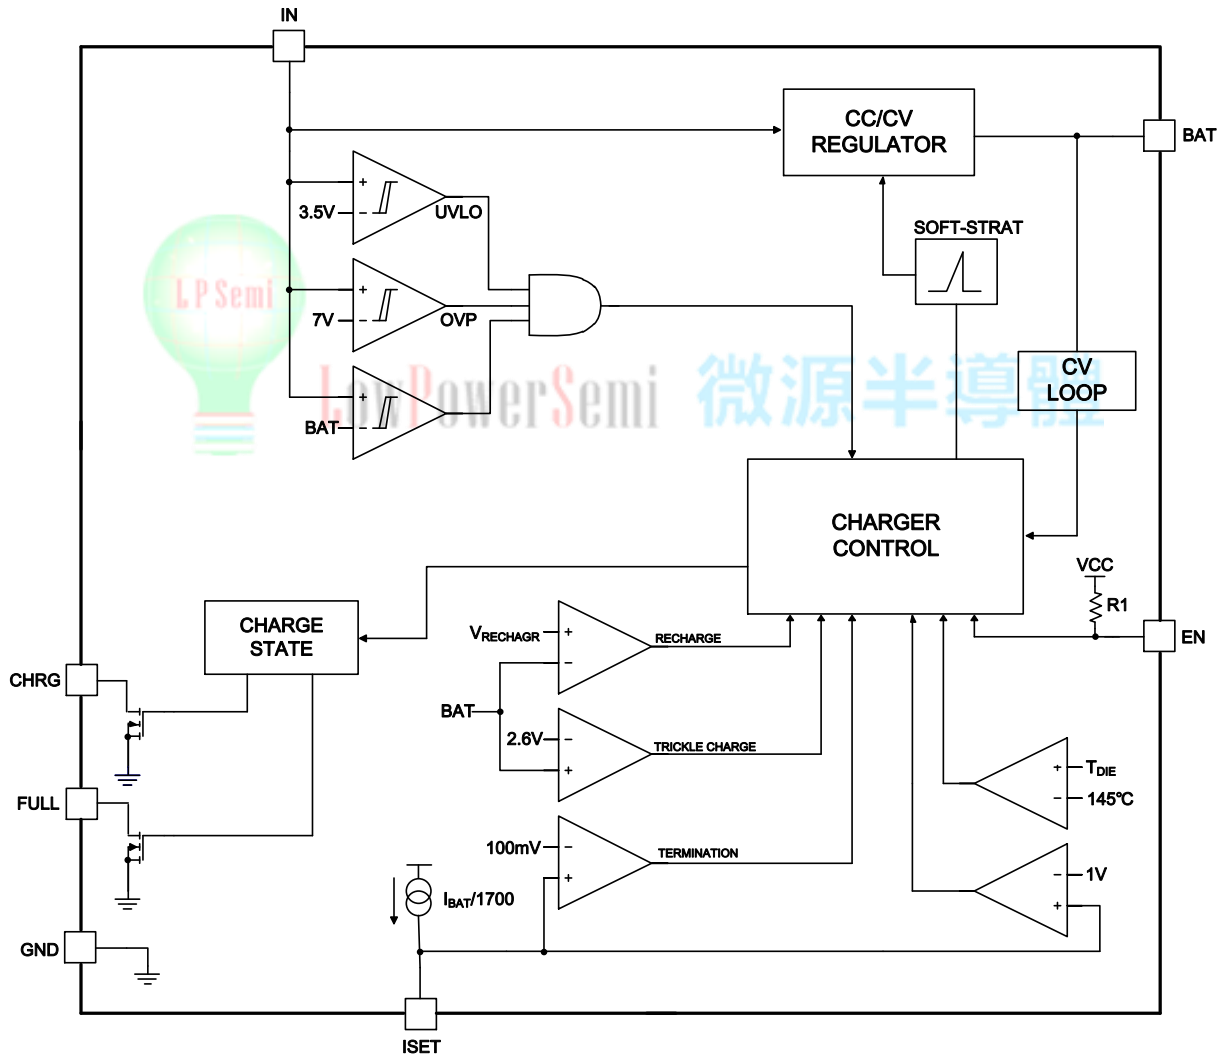 IN
CC/CV
REGULATOR
BAT
+
3.5V
-
UVLO
SOFT-STRAT
LP Semi
+
7V
-
OVP
LowPowerSemi 微源半導體
CV
LOOP
+
BAT
-
CHARGER
CONTROL
VCC
R1
EN
CHARGE
STATE
VRECHAGR
+
-
RECHARGE
CHRG
BAT
2.6V
-
+
TRICKLE CHARGE
+
TDIE
-
145℃
FULL
100mV
-
+
TERMINATION
IBAT/1700
-
1V
+
GND
ISET